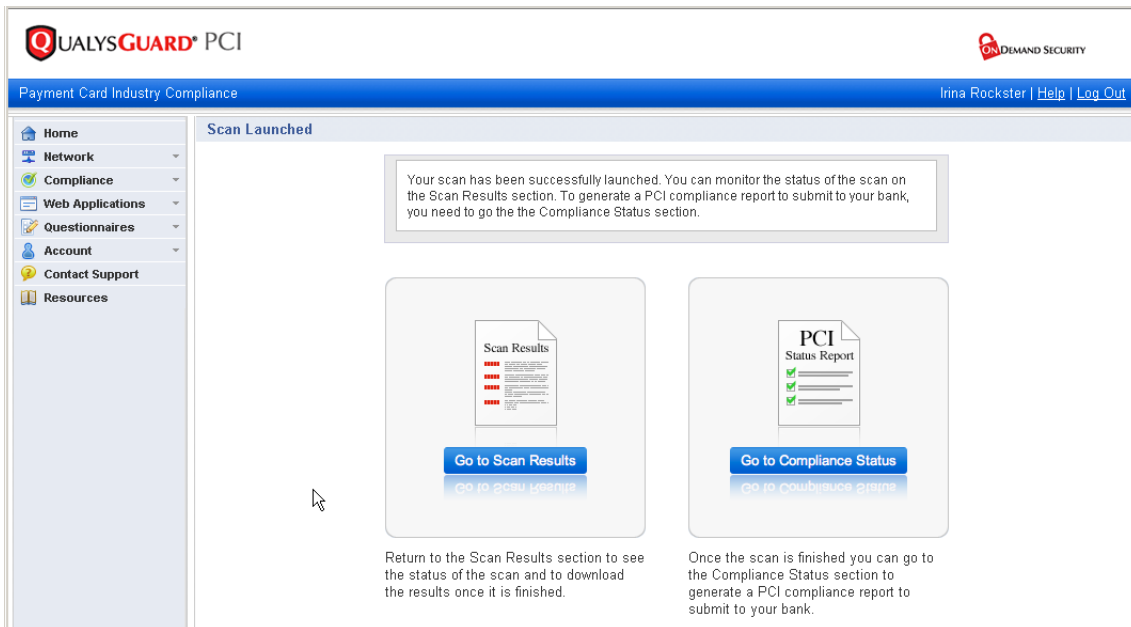 QUALYSGUARD® PCI
ON DEMAND SECURITY
Payment Card Industry Compliance
Irina Rockster | Help | Log Out
Home
Network
Compliance
Web Applications
Questionnaires
Account
Contact Support
Resources
Scan Launched
Your scan has been successfully launched. You can monitor the status of the scan on
the Scan Results section. To generate a PCI compliance report to submit to your bank,
you need to go the the Compliance Status section.
Scan Results
Go to Scan Results
Return to the Scan Results section to see
the status of the scan and to download
the results once it is finished.
PCI
Status Report
Go to Compliance Status
Once the scan is finished you can go to
the Compliance Status section to
generate a PCI compliance report to
submit to your bank.